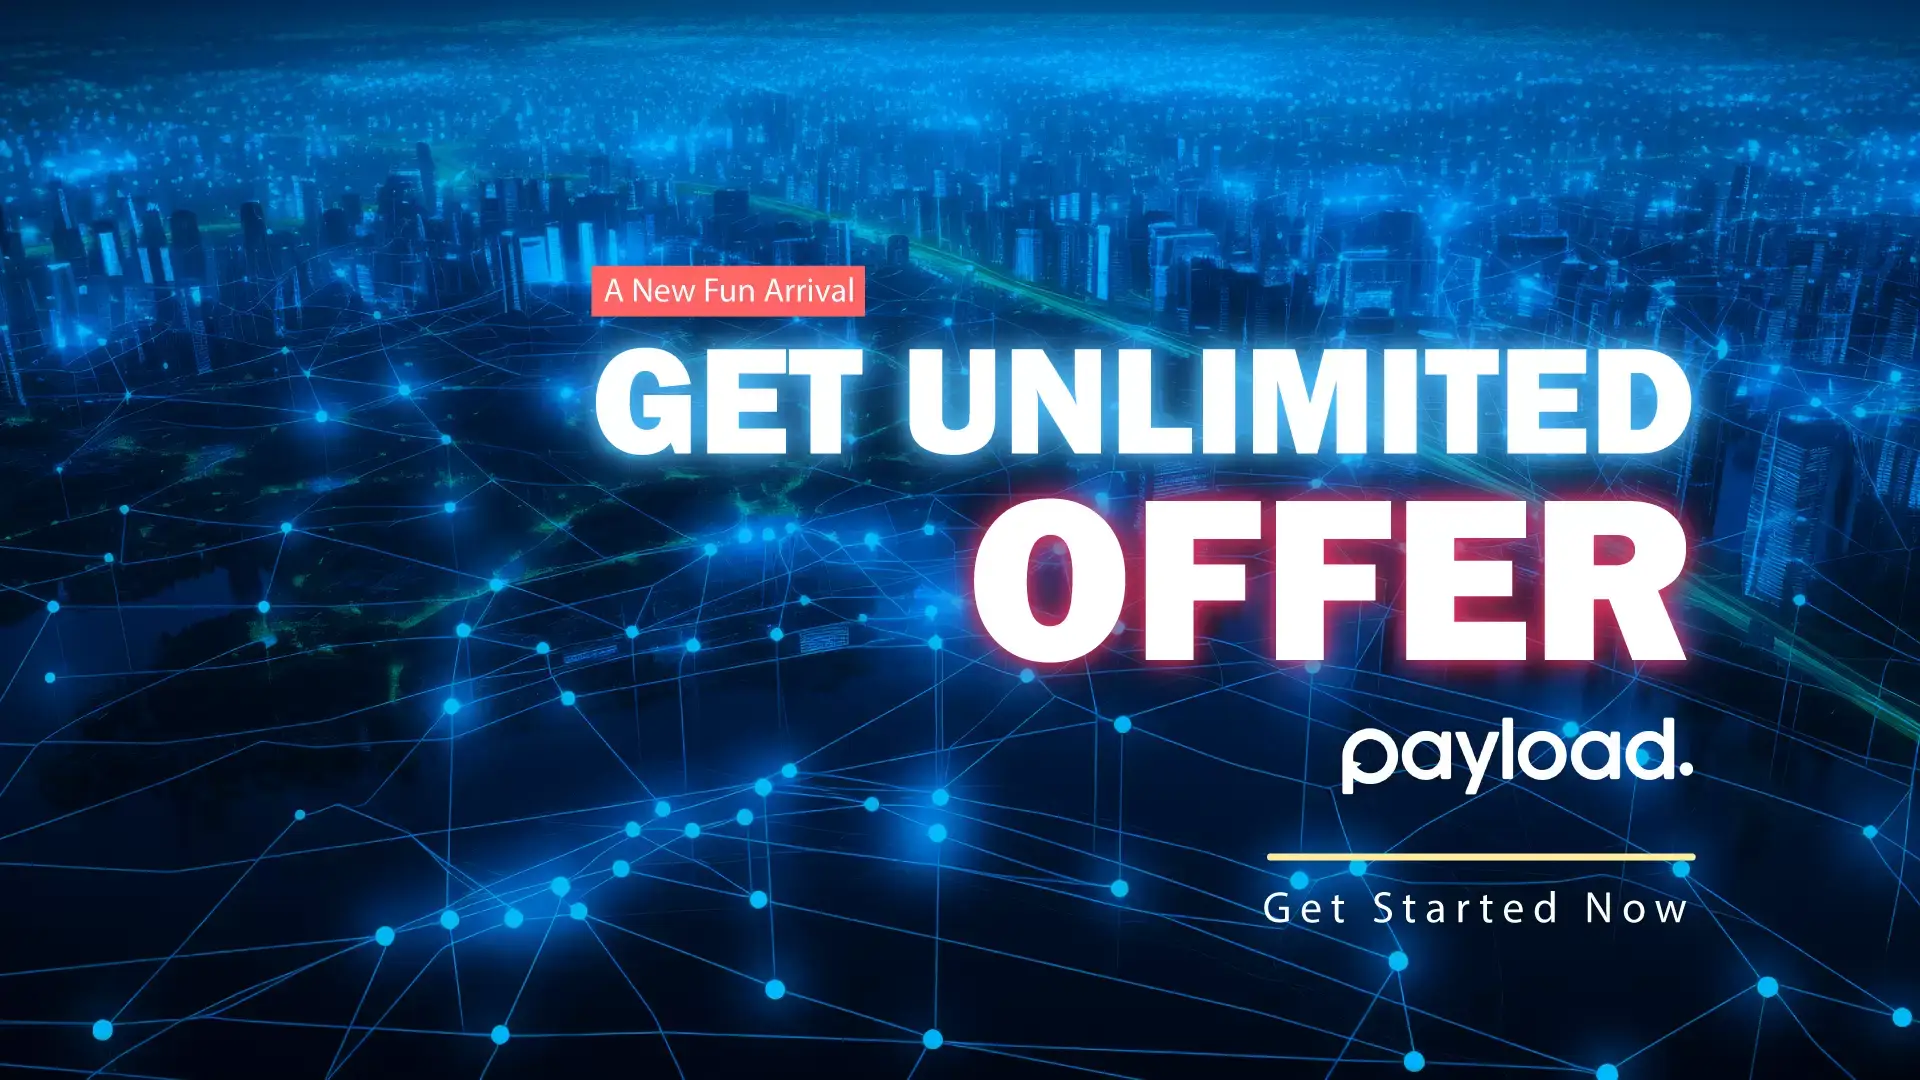 A New Fun Arrival
GET UNLIMITED
OFFER
payload.
Get Started Now